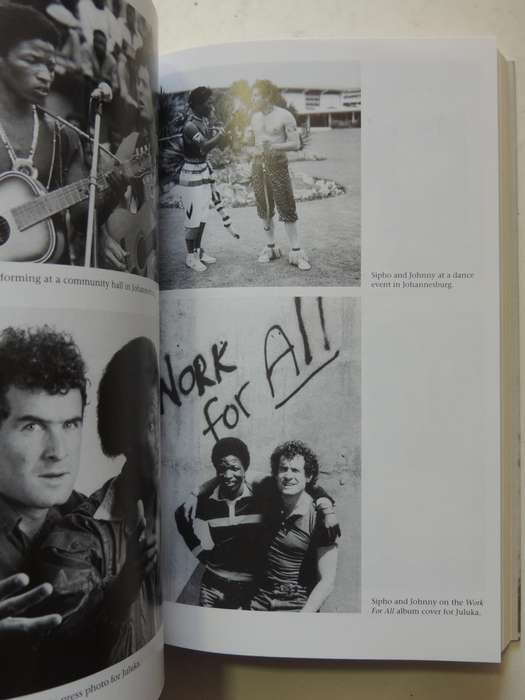 forming at a community hall in Johannes
press photo for Juluka.
Sipho and Johnny at a dance
event in Johannesburg.
Work
for All
Sipho and Johnny on the Work
For All album cover for Juluka.